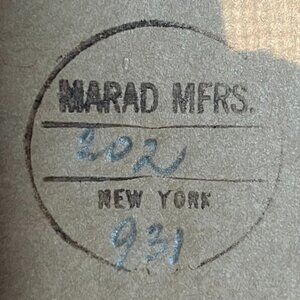 MARAD MFRS.
202
NEW YORK
931